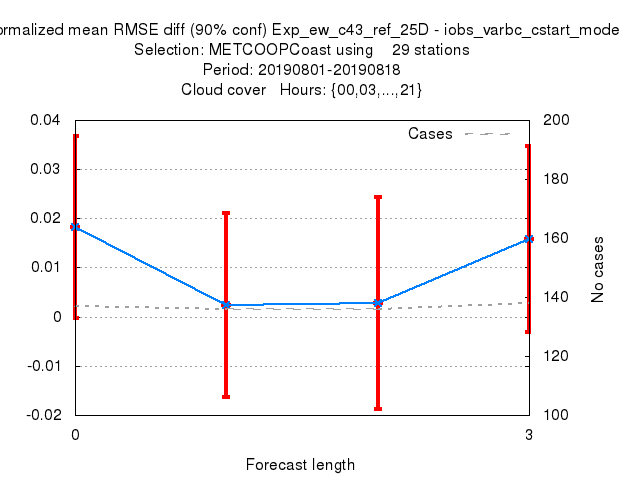 ormalized mean RMSE diff (90% conf) Exp_ew_c43_ref_25D - iobs_varbc_cstart_mode
Selection: METCOOPCoast using 29 stations
Period: 20190801-20190818
Cloud cover Hours: {00,03,...,21}
Cases
0.04
0.03
0.02
0.01
0
-0.01
-0.02
200
180
160
140
120
100
No cases
0
3
Forecast length